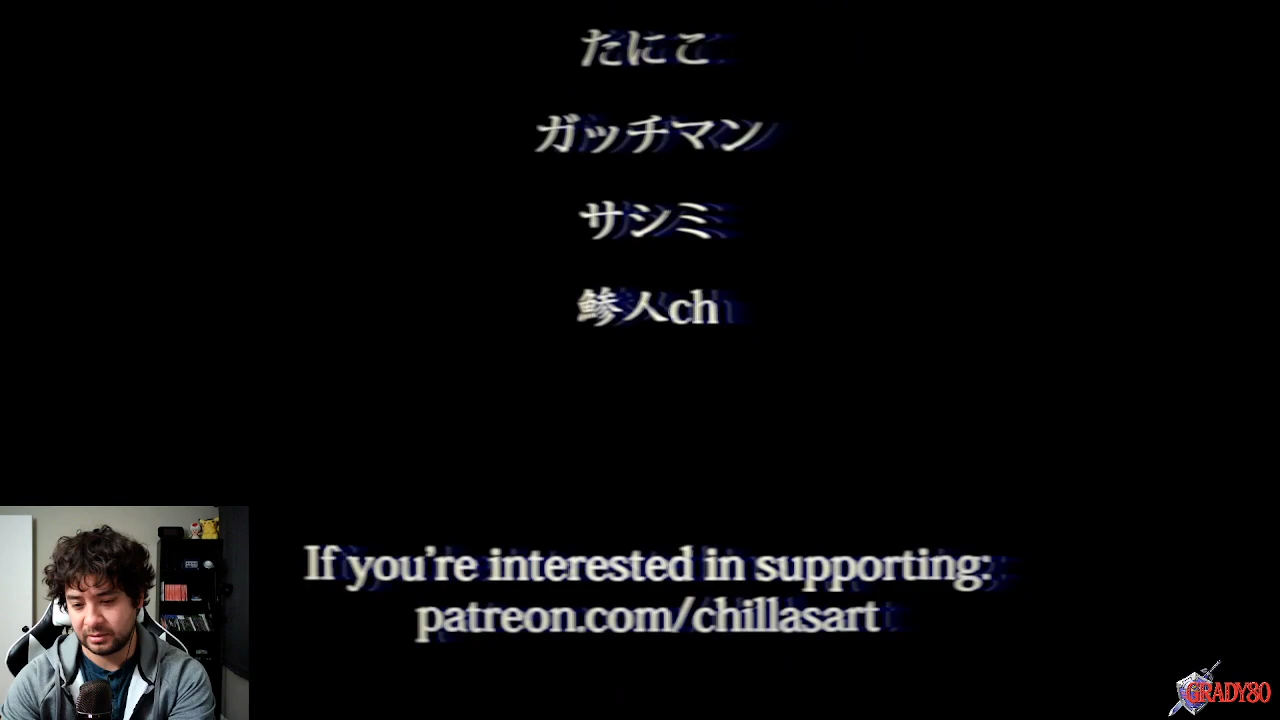 たにこ
ガッチマン
サシミ
鯵人ch
If you're interested in supporting:
patreon.com/chillasart
GRADY80